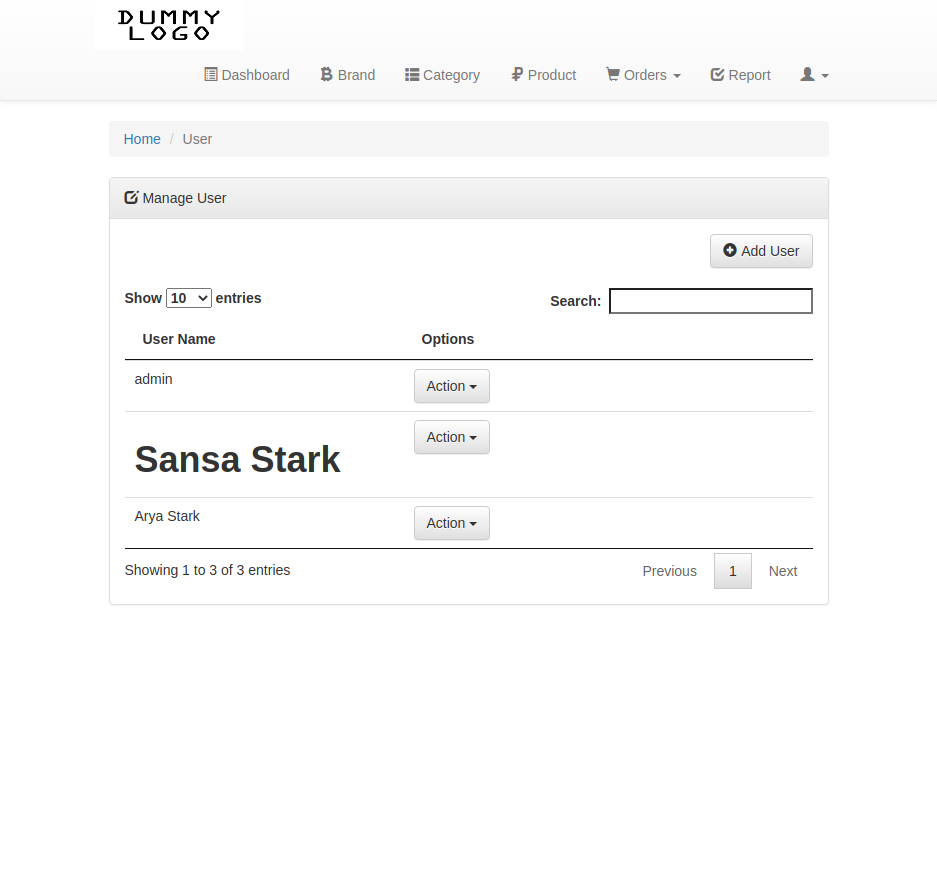 DUMMY
LOGO
Dashboard Brand Category Product Orders Report
Home / User
Manage User
Add User
Show 10 entries Search:
User Name Options
admin Action
Sansa Stark Action
Arya Stark Action
Showing 1 to 3 of 3 entries Previous 1 Next